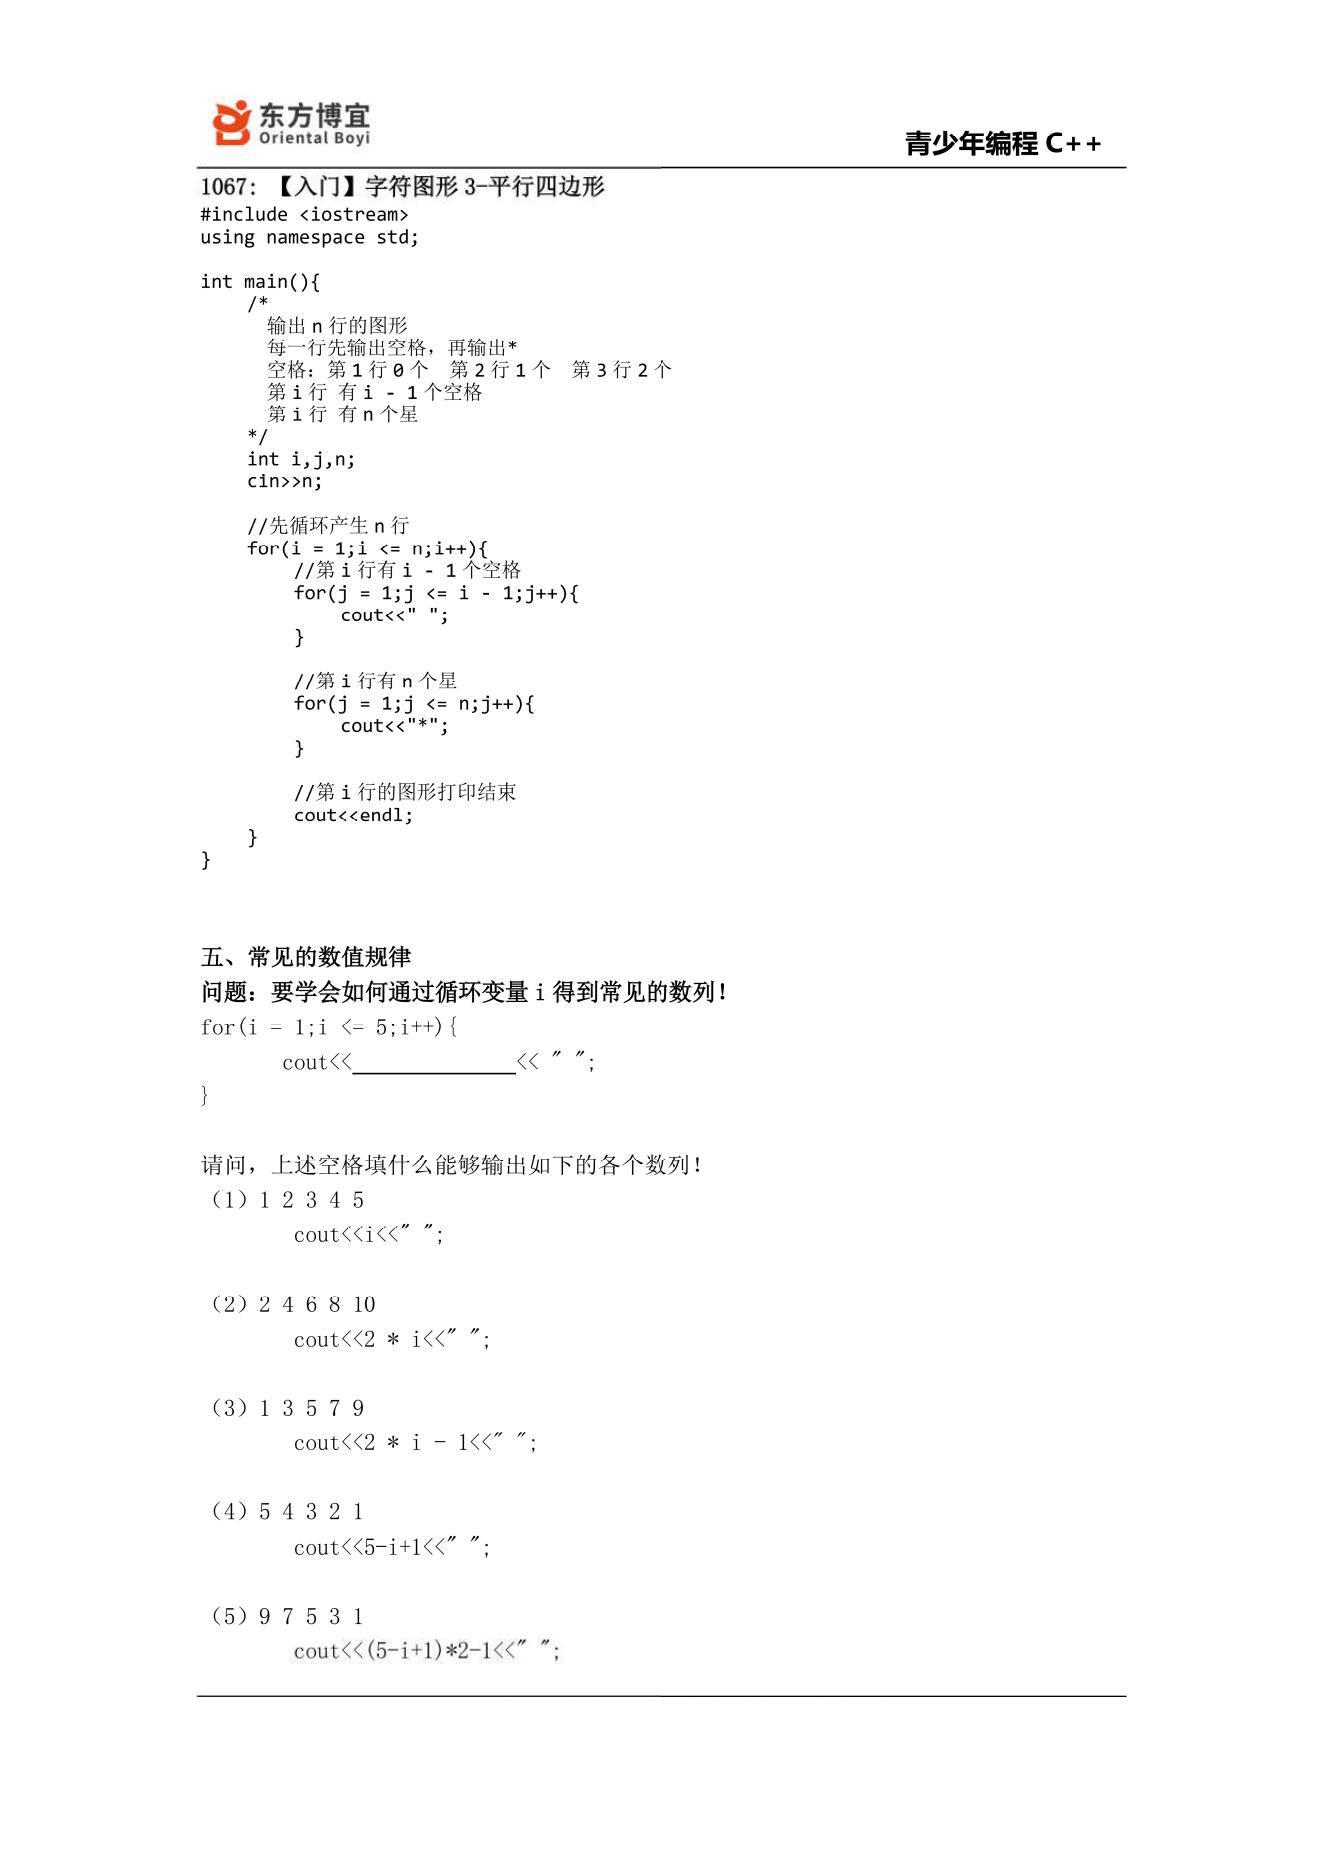 东方博宜
Oriental Boyi
青少年编程 C++
1067: 【入门】字符图形 3-平行四边形
#include <iostream>
using namespace std;
int main(){
/*
输出 n 行的图形
每一行先输出空格，再输出*
空格：第 1 行 0 个  第 2 行 1 个  第 3 行 2 个
第 i 行 有 i - 1 个空格
第 i 行 有 n 个星
*/
int i,j,n;
cin>>n;
//先循环产生 n 行
for(i = 1;i <= n;i++){
//第 i 行有 i - 1 个空格
for(j = 1;j <= i - 1;j++){
cout<<" ";
}
//第 i 行有 n 个星
for(j = 1;j <= n;j++){
cout<<"*";
}
//第 i 行的图形打印结束
cout<<endl;
}
}
五、常见的数值规律
问题：要学会如何通过循环变量 i 得到常见的数列！
for(i = 1;i <= 5;i++){
cout<<______________<< " ";
}
请问，上述空格填什么能够输出如下的各个数列！
（1）1 2 3 4 5
cout<<i<<" ";
（2）2 4 6 8 10
cout<<2 * i<<" ";
（3）1 3 5 7 9
cout<<2 * i - 1<<" ";
（4）5 4 3 2 1
cout<<5-i+1<<" ";
（5）9 7 5 3 1
cout<<(5-i+1)*2-1<<" ";